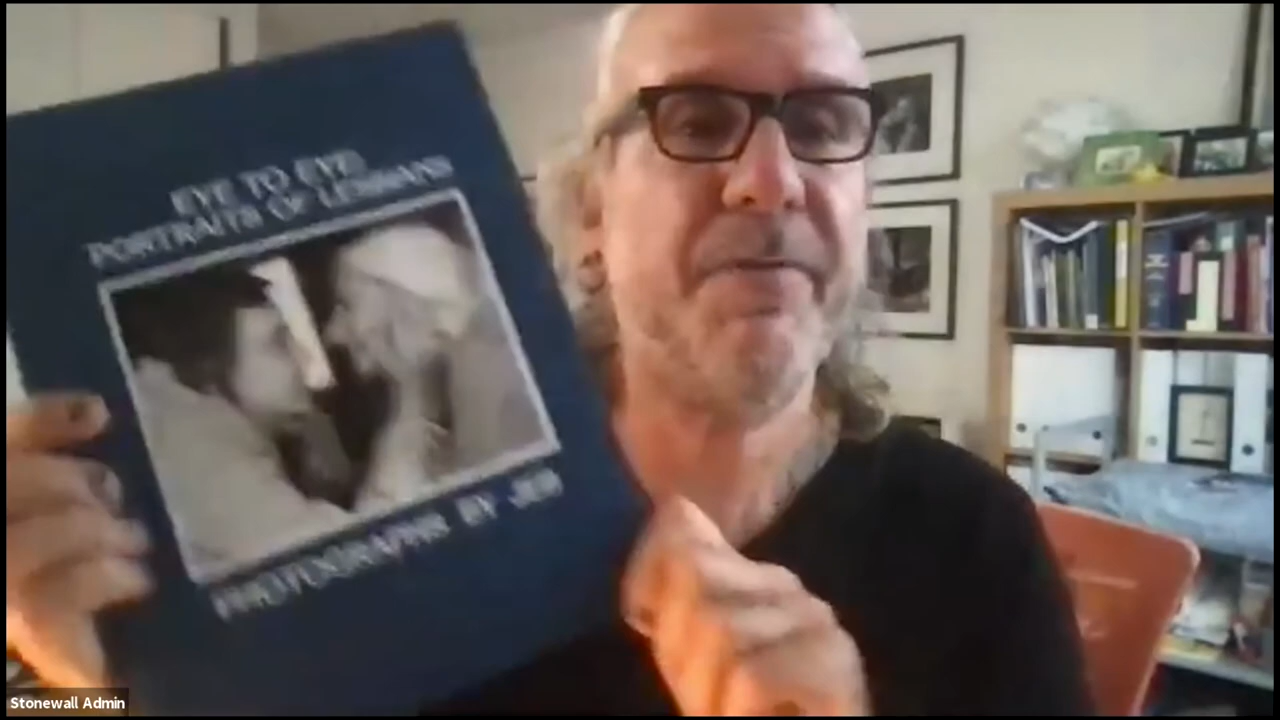 EYE TO EYE
PORTRAITS OF LESBIANS
PHOTOGRAPHS BY JEB
Stonewall Admin